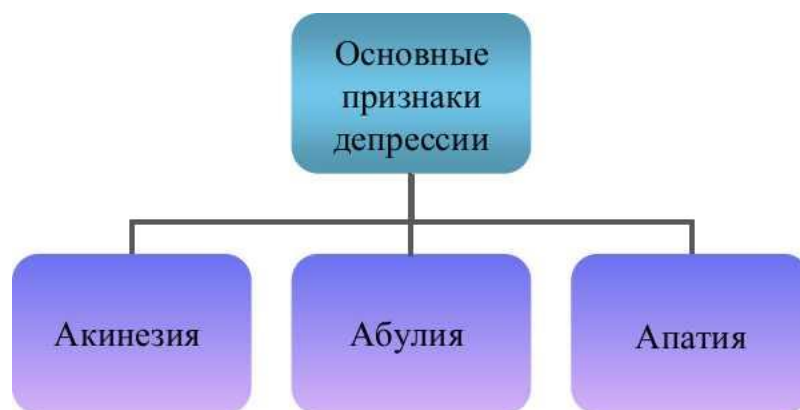 Основные
признаки
депрессии
Акинезия
Абулия
Апатия